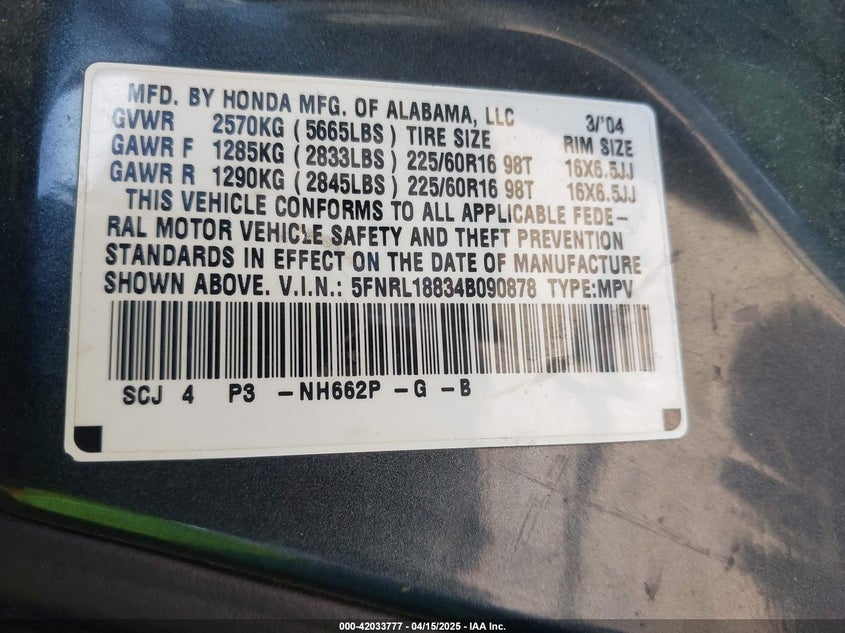 MFD. BY HONDA MFG. OF ALABAMA, LLC 3/'04
GVWR 2570KG (5665LBS) TIRE SIZE RIM SIZE
GAWR F 1285KG (2833LBS) 225/60R16 98T 16X6.5JJ
GAWR R 1290KG (2845LBS) 225/60R16 98T 16X6.5JJ
THIS VEHICLE CONFORMS TO ALL APPLICABLE FEDE-
RAL MOTOR VEHICLE SAFETY AND THEFT PREVENTION
STANDARDS IN EFFECT ON THE DATE OF MANUFACTURE
SHOWN ABOVE. V.I.N.: 5FNRL18834B090878 TYPE:MPV
SCJ 4 P3 -NH662P -G -B
000-42033777 - 04/15/2025 - IAA Inc.